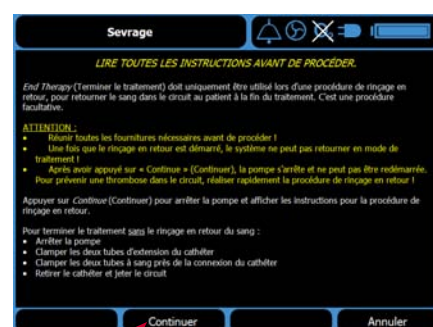 Sevrage
LIRE TOUTES LES INSTRUCTIONS AVANT DE PROCÉDER.
End Therapy (Terminer le traitement) doit uniquement être utilisé lors d'une procédure de rinçage en
retour, pour retourner le sang dans le circuit au patient à la fin du traitement. C'est une procédure
facultative.
ATTENTION :
• Réunir toutes les fournitures nécessaires avant de procéder !
• Une fois que le rinçage en retour est démarré, le système ne peut pas retourner en mode de
traitement !
• Après avoir appuyé sur « Continue » (Continuer), la pompe s'arrête et ne peut pas être redémarrée.
Pour prévenir une thrombose dans le circuit, réaliser rapidement la procédure de rinçage en retour !
Appuyer sur Continue (Continuer) pour arrêter la pompe et afficher les instructions pour la procédure de
rinçage en retour.
Pour terminer le traitement sans le rinçage en retour du sang :
• Arrêter la pompe
• Clamper les deux tubes d'extension du cathéter
• Clamper les deux tubes à sang près de la connexion du cathéter
• Retirer le cathéter et jeter le circuit
Continuer
Annuler